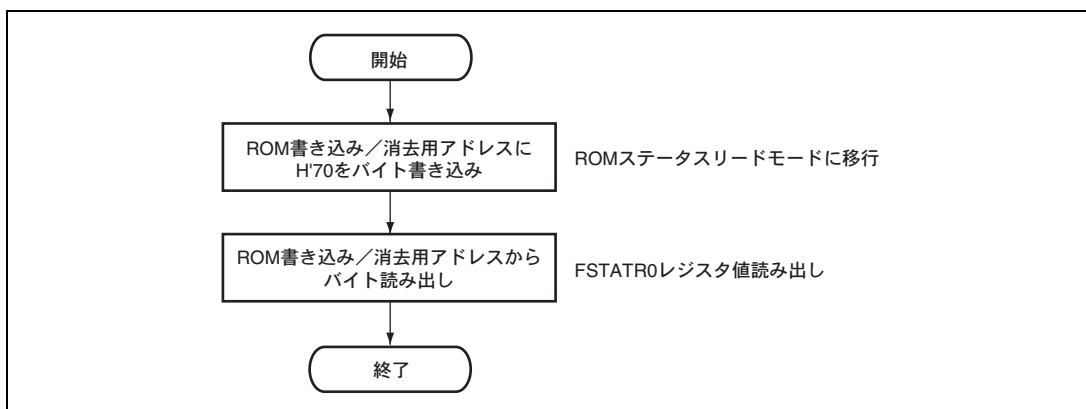 開始
ROM書き込み／消去用アドレスに
H'70をバイト書き込み
ROMステータスリードモードに移行
ROM書き込み／消去用アドレスから
バイト読み出し
FSTATR0レジスタ値読み出し
終了